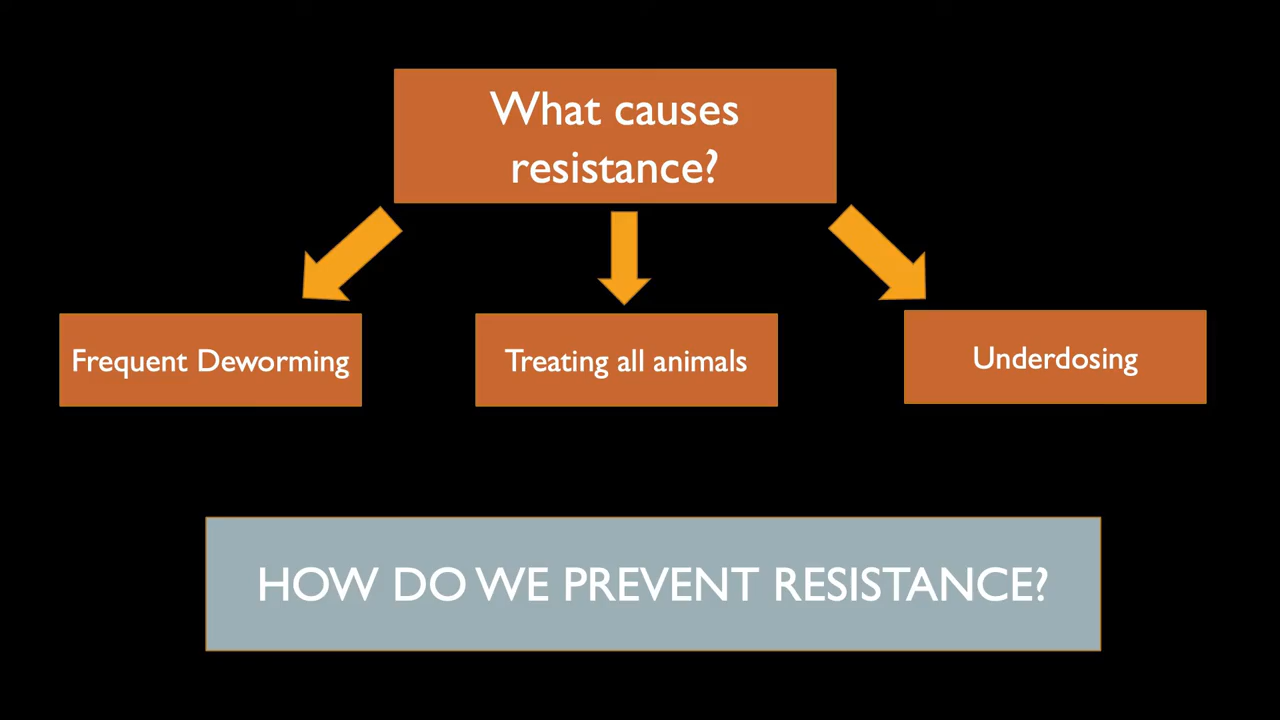 What causes
resistance?
Frequent Deworming
Treating all animals
Underdosing
HOW DO WE PREVENT RESISTANCE?